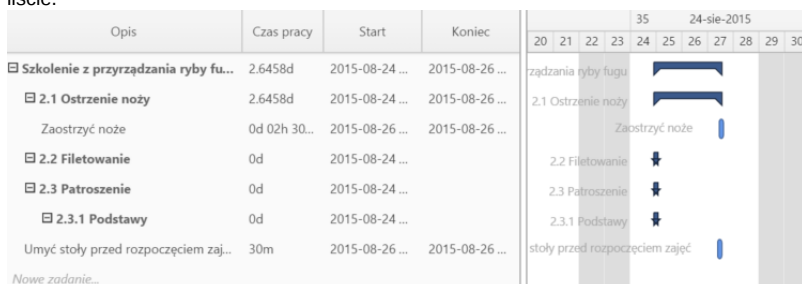 liście.
Opis Czas pracy Start Koniec 35 24-sie-2015
20 21 22 23 24 25 26 27 28 29 30
Szkolenie z przyrządzania ryby fu... 2.6458d 2015-08-24 ... 2015-08-26 ... rządzania ryby fugu
2.1 Ostrzenie noży 2.6458d 2015-08-24 ... 2015-08-26 ... 2.1 Ostrzenie noży
Zaostrzyć noże 0d 02h 30... 2015-08-26 ... 2015-08-26 ... Zaostrzyć noże
2.2 Filetowanie 0d 2015-08-24 ... 2.2 Filetowanie
2.3 Patroszenie 0d 2015-08-24 ... 2.3 Patroszenie
2.3.1 Podstawy 0d 2015-08-24 ... 2.3.1 Podstawy
Umyć stoły przed rozpoczęciem zaj... 30m 2015-08-26 ... 2015-08-26 ... stoły przed rozpoczęciem zajęć
Nowe zadanie...